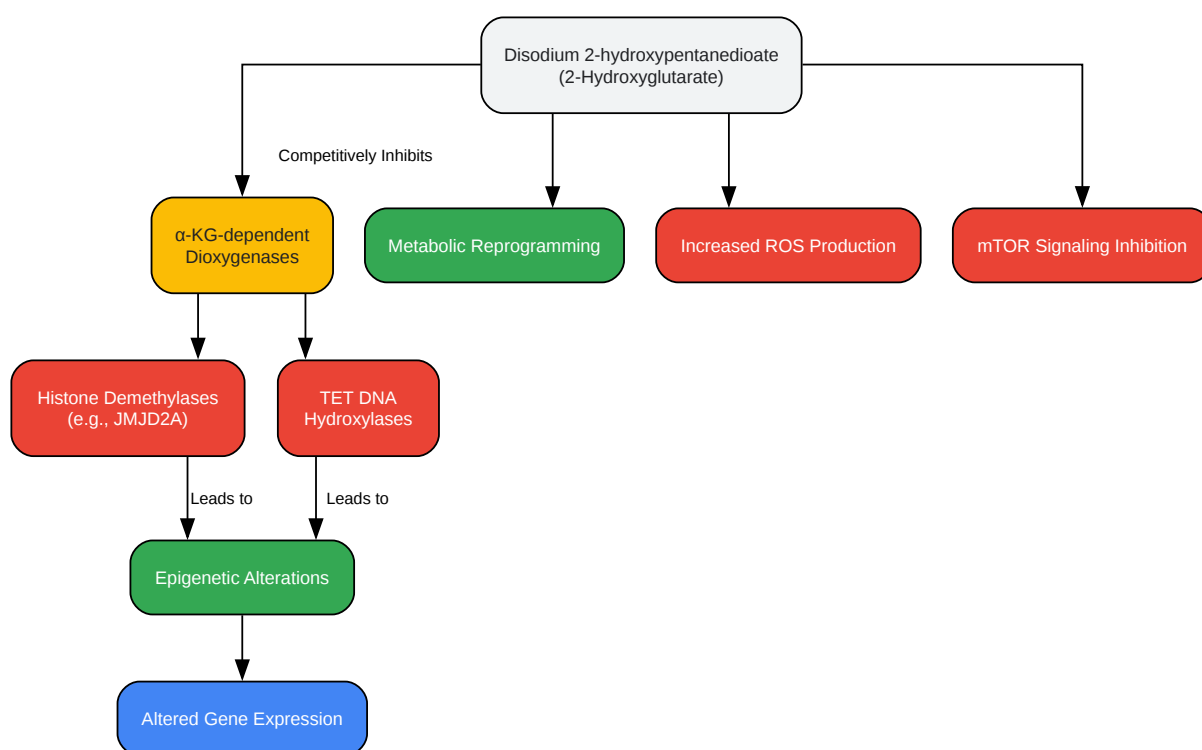 Disodium 2-hydroxypentanedioate
(2-Hydroxyglutarate)
Competitively Inhibits
α-KG-dependent
Dioxygenases
Metabolic Reprogramming
Increased ROS Production
mTOR Signaling Inhibition
Histone Demethylases
(e.g., JMJD2A)
TET DNA
Hydroxylases
Leads to
Leads to
Epigenetic Alterations
Altered Gene Expression